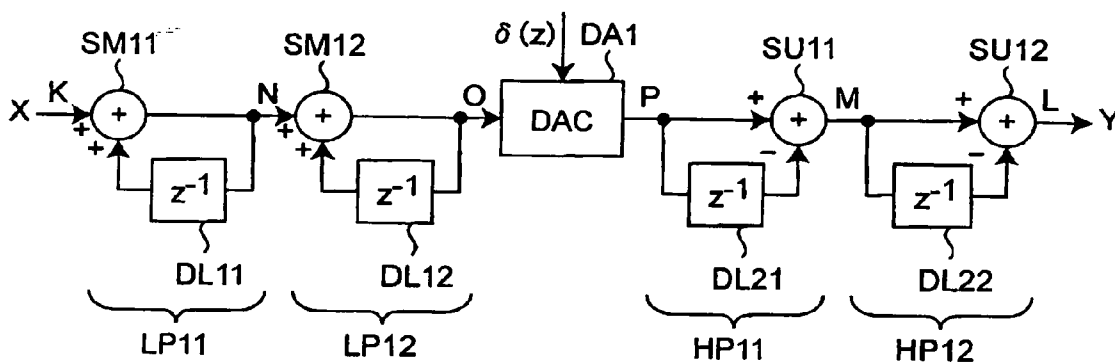 SM11 SM12 δ(z) DA1 SU11 SU12
X K + N + O DAC P + + M + + L Y
+ + + + − −
z⁻¹ z⁻¹ z⁻¹ z⁻¹
DL11 DL12 DL21 DL22
LP11 LP12 HP11 HP12